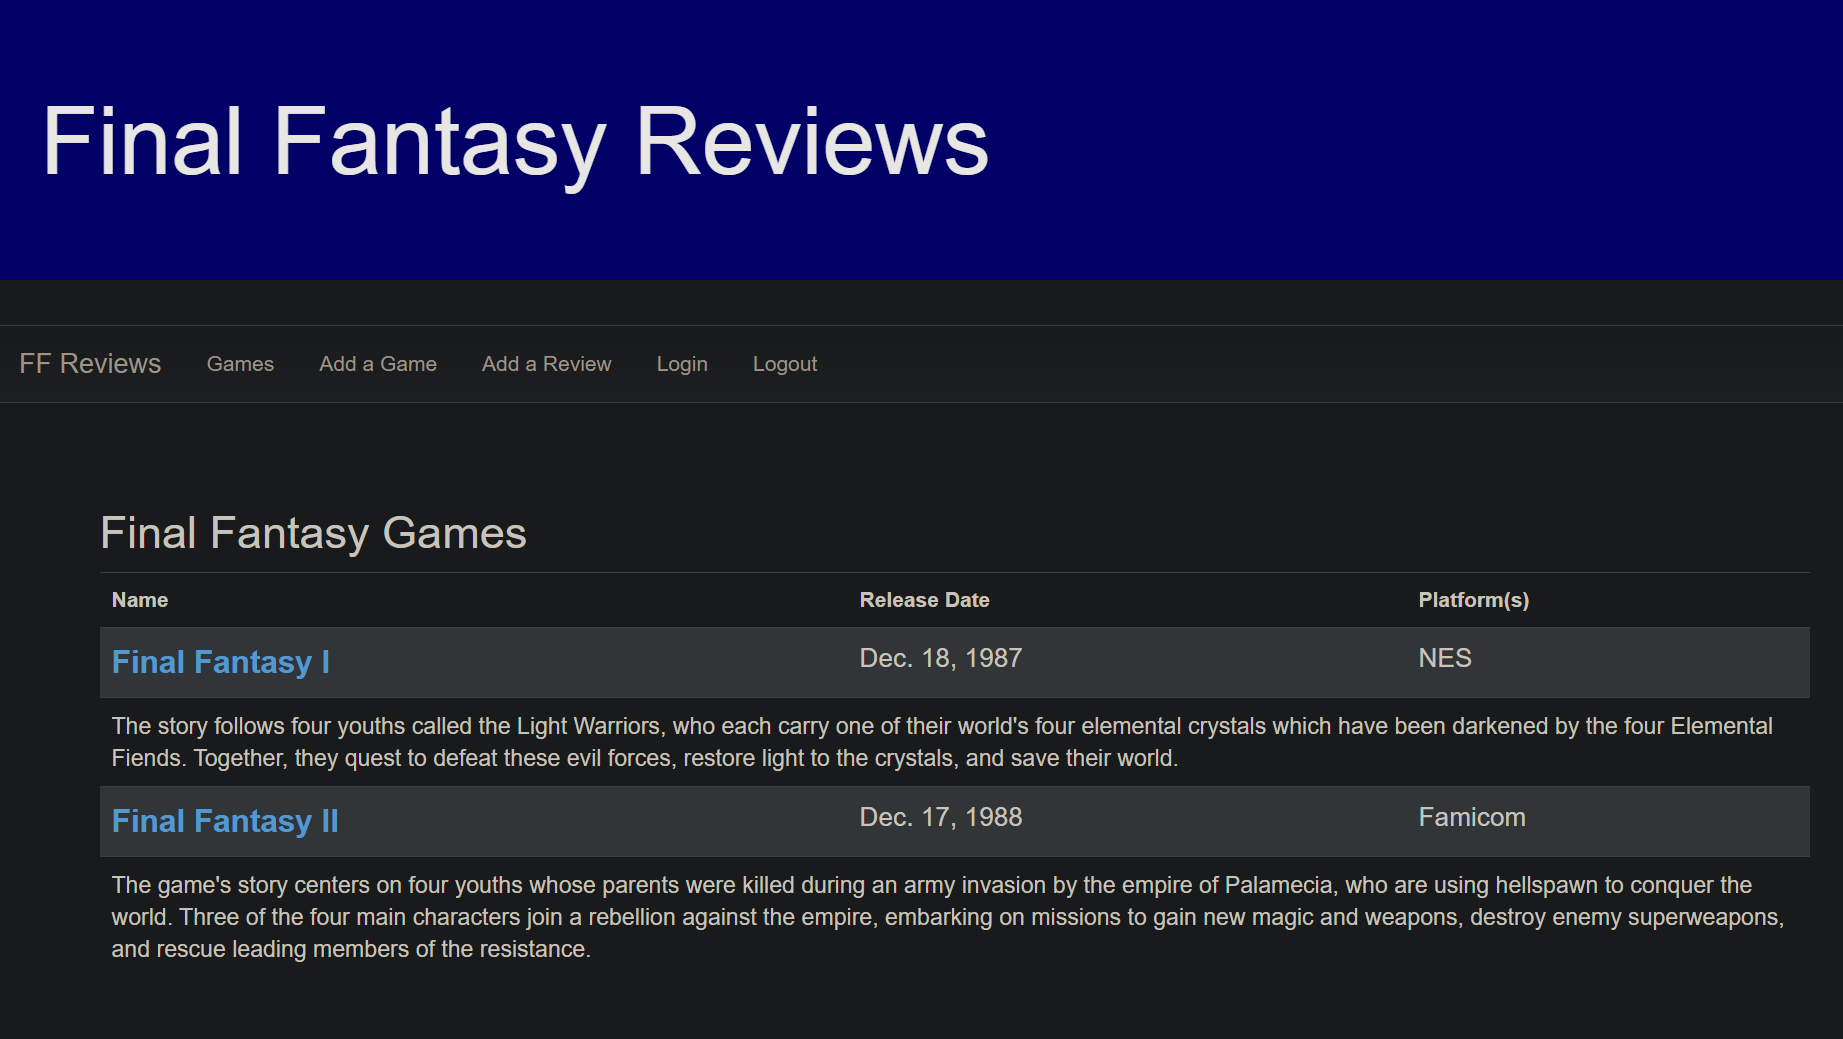 Final Fantasy Reviews
FF Reviews Games Add a Game Add a Review Login Logout
Final Fantasy Games
Name Release Date Platform(s)
Final Fantasy I Dec. 18, 1987 NES
The story follows four youths called the Light Warriors, who each carry one of their world's four elemental crystals which have been darkened by the four Elemental
Fiends. Together, they quest to defeat these evil forces, restore light to the crystals, and save their world.
Final Fantasy II Dec. 17, 1988 Famicom
The game's story centers on four youths whose parents were killed during an army invasion by the empire of Palamecia, who are using hellspawn to conquer the
world. Three of the four main characters join a rebellion against the empire, embarking on missions to gain new magic and weapons, destroy enemy superweapons,
and rescue leading members of the resistance.